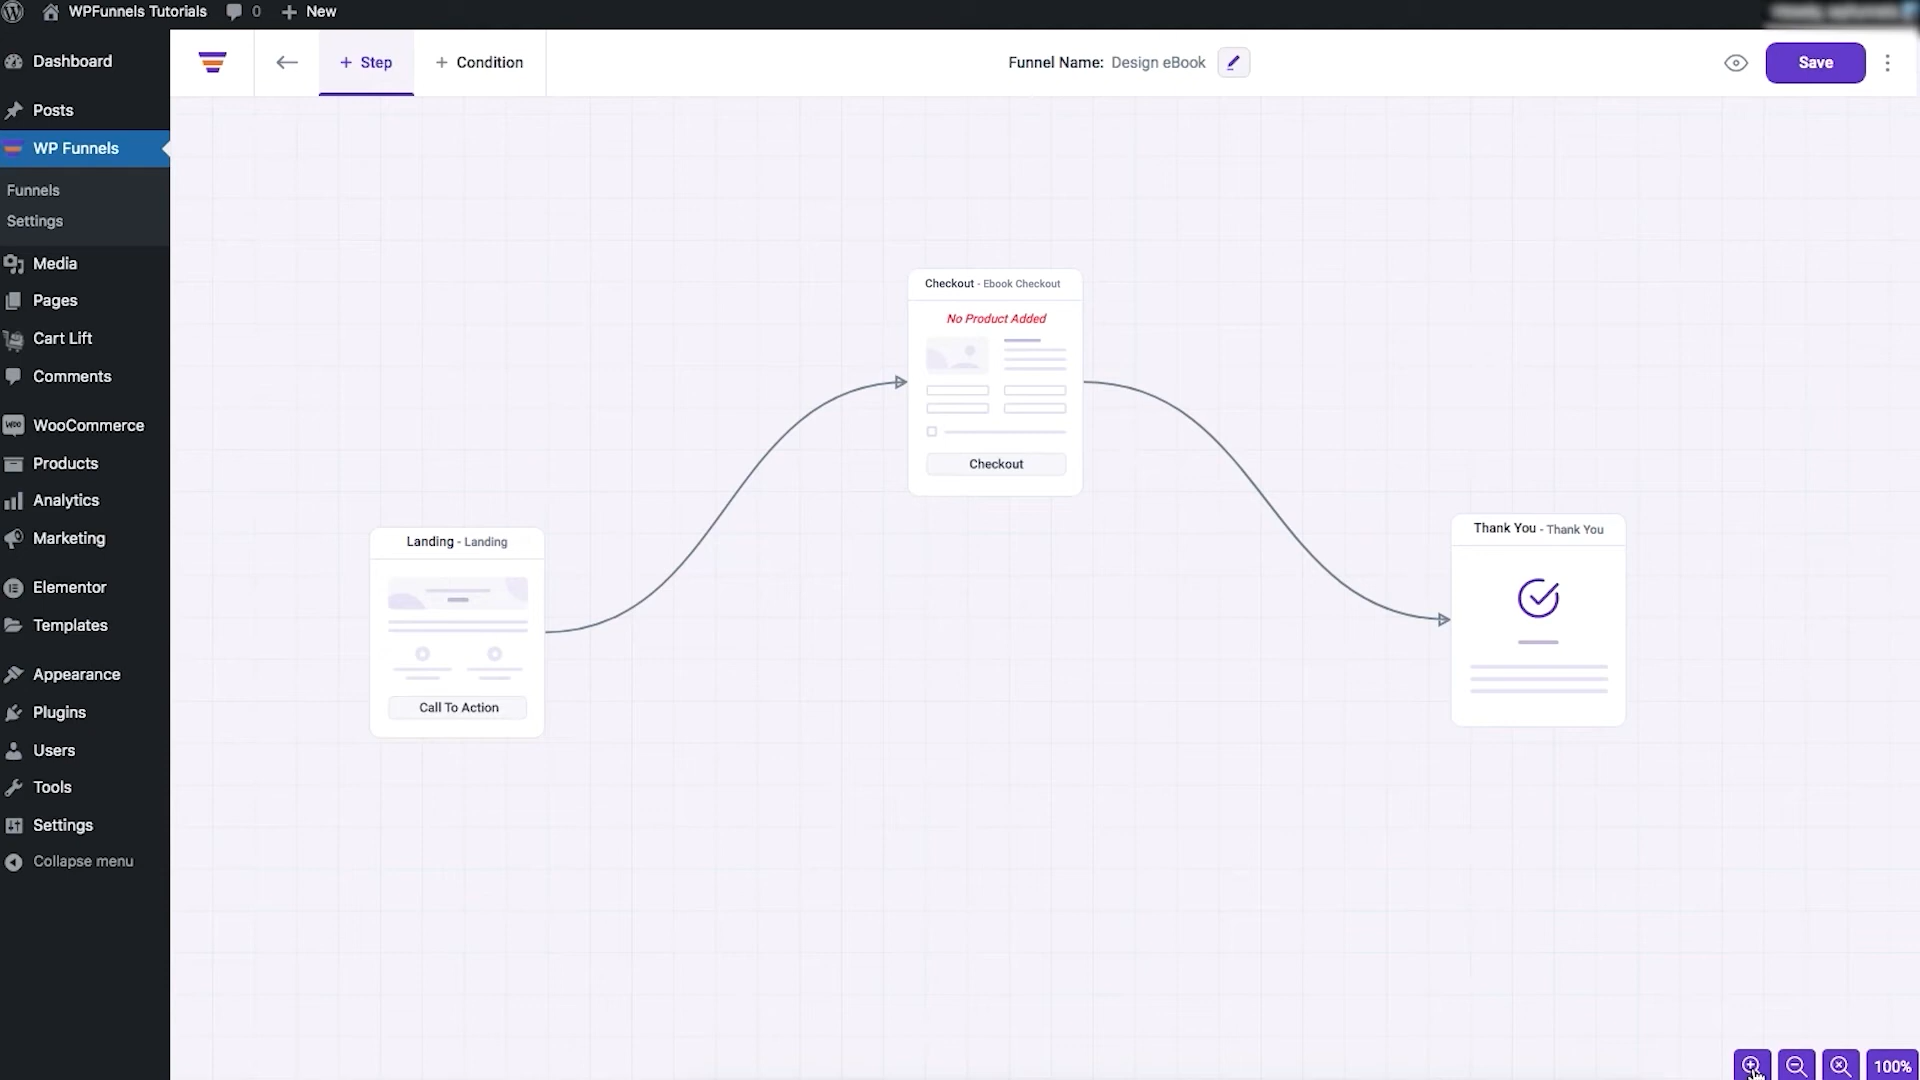 WPFunnels Tutorials 0 + New
Dashboard
Posts
WP Funnels
Funnels
Settings
Media
Pages
Cart Lift
Comments
WooCommerce
Products
Analytics
Marketing
Elementor
Templates
Appearance
Plugins
Users
Tools
Settings
Collapse menu
+ Step
+ Condition
Funnel Name: Design eBook
Save
Checkout - Ebook Checkout
No Product Added
Checkout
Landing - Landing
Call To Action
Thank You - Thank You
100%